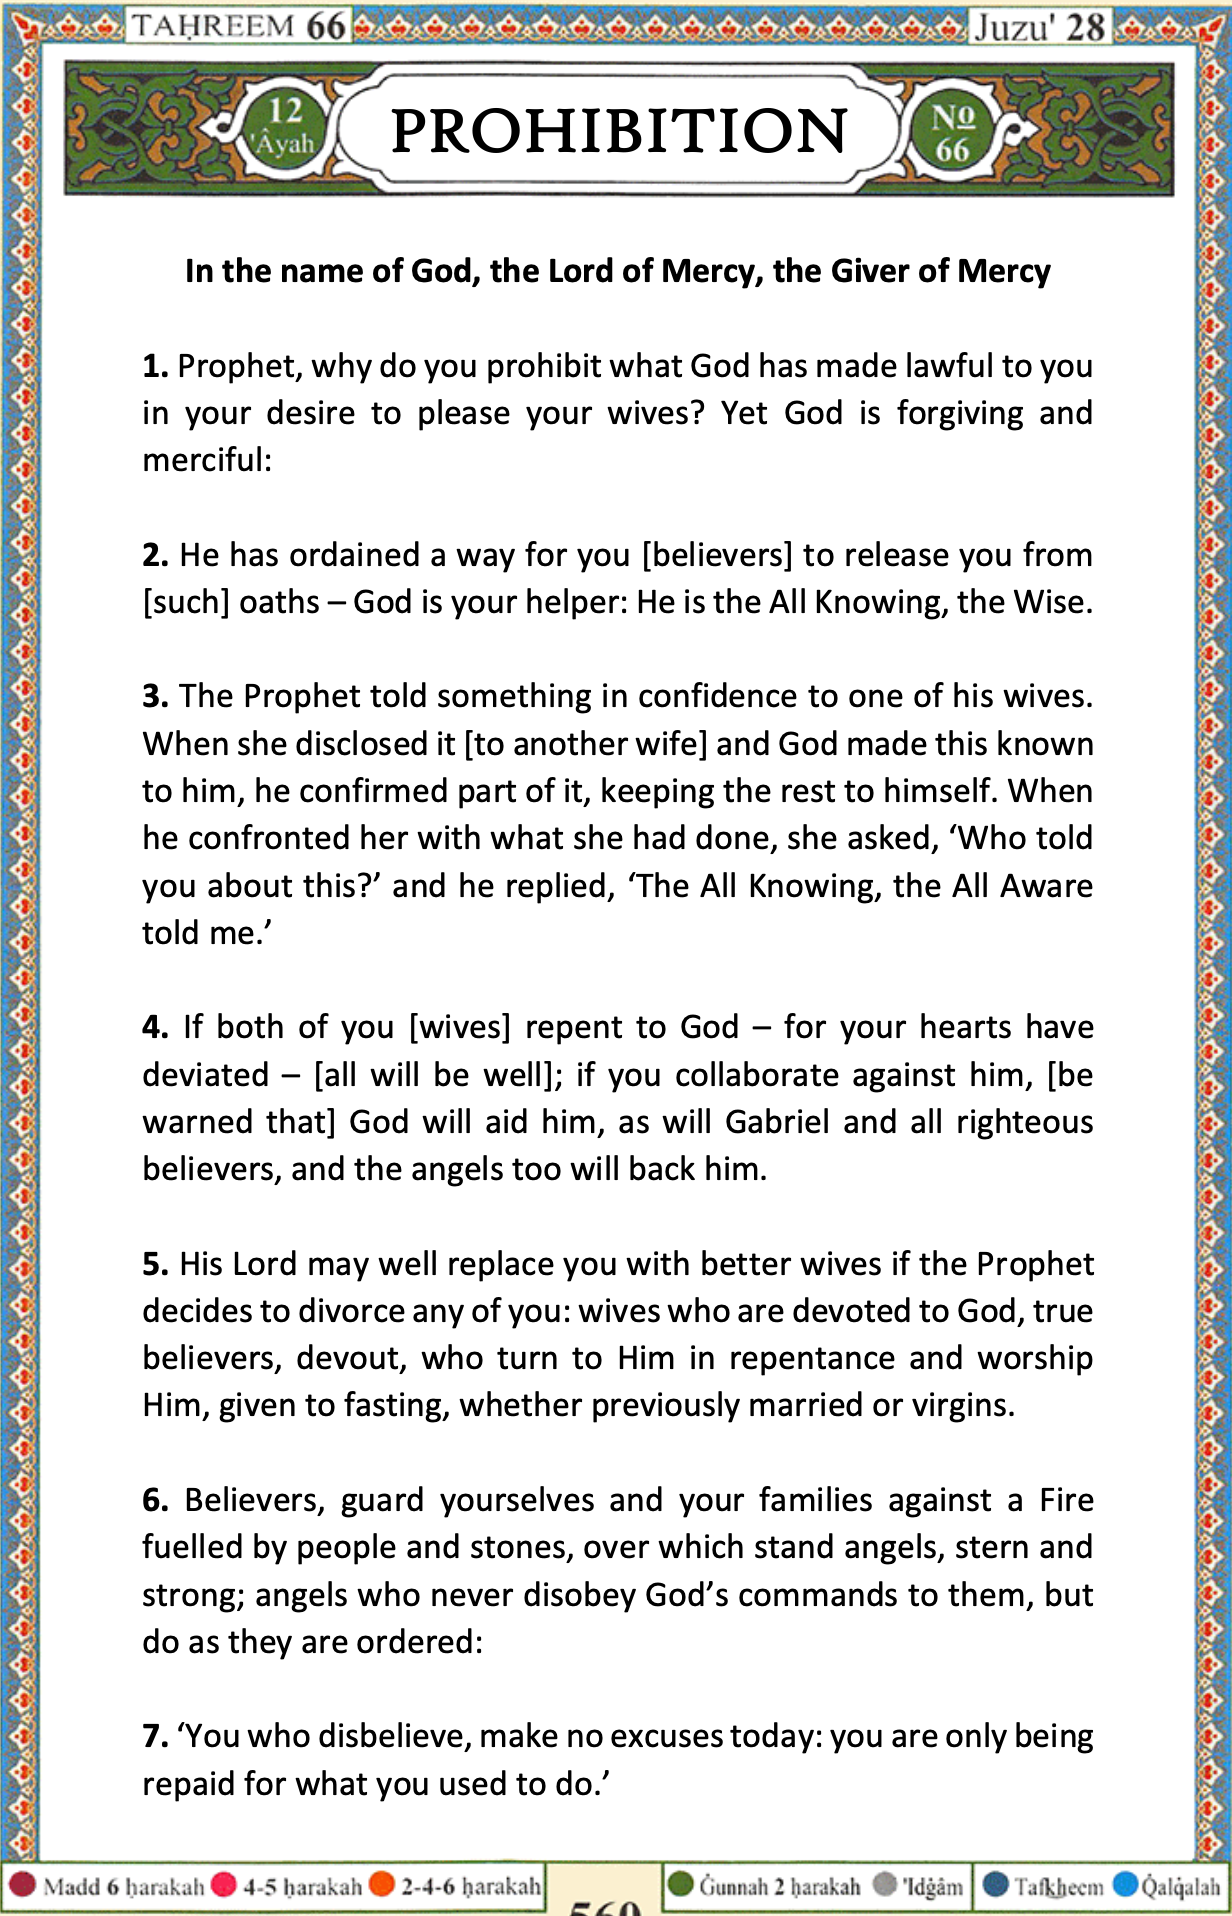 TAḤREEM 66
Juzu' 28
12
'Âyah
PROHIBITION
No
66
In the name of God, the Lord of Mercy, the Giver of Mercy
1. Prophet, why do you prohibit what God has made lawful to you
in your desire to please your wives? Yet God is forgiving and
merciful:
2. He has ordained a way for you [believers] to release you from
[such] oaths – God is your helper: He is the All Knowing, the Wise.
3. The Prophet told something in confidence to one of his wives.
When she disclosed it [to another wife] and God made this known
to him, he confirmed part of it, keeping the rest to himself. When
he confronted her with what she had done, she asked, ‘Who told
you about this?’ and he replied, ‘The All Knowing, the All Aware
told me.’
4. If both of you [wives] repent to God – for your hearts have
deviated – [all will be well]; if you collaborate against him, [be
warned that] God will aid him, as will Gabriel and all righteous
believers, and the angels too will back him.
5. His Lord may well replace you with better wives if the Prophet
decides to divorce any of you: wives who are devoted to God, true
believers, devout, who turn to Him in repentance and worship
Him, given to fasting, whether previously married or virgins.
6. Believers, guard yourselves and your families against a Fire
fuelled by people and stones, over which stand angels, stern and
strong; angels who never disobey God’s commands to them, but
do as they are ordered:
7. ‘You who disbelieve, make no excuses today: you are only being
repaid for what you used to do.’
Madd 6 ḥarakah 4-5 ḥarakah 2-4-6 ḥarakah
Ġunnah 2 ḥarakah 'Idġâm
Tafkheem Q̇alq̇alah